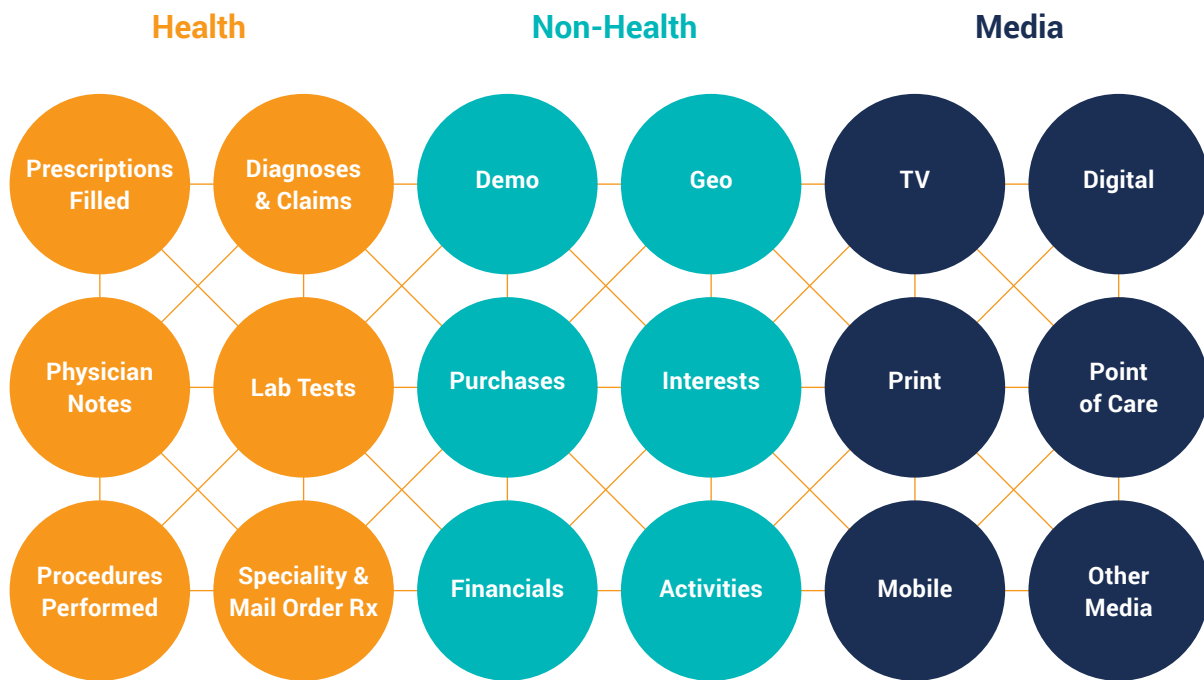 Health
Non-Health
Media
Prescriptions
Filled
Diagnoses
& Claims
Demo
Geo
TV
Digital
Physician
Notes
Lab Tests
Purchases
Interests
Print
Point
of Care
Procedures
Performed
Speciality &
Mail Order Rx
Financials
Activities
Mobile
Other
Media